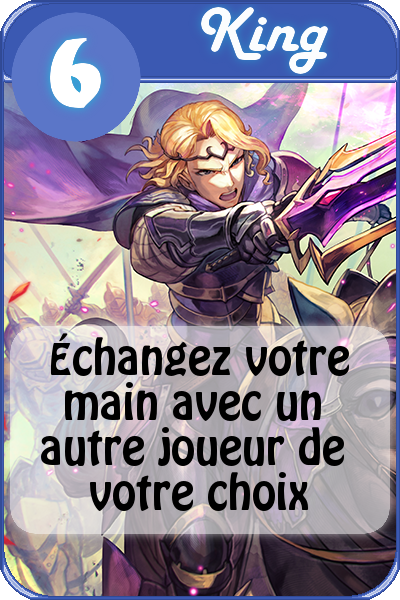 6
King
Échangez votre
main avec un
autre joueur de
votre choix